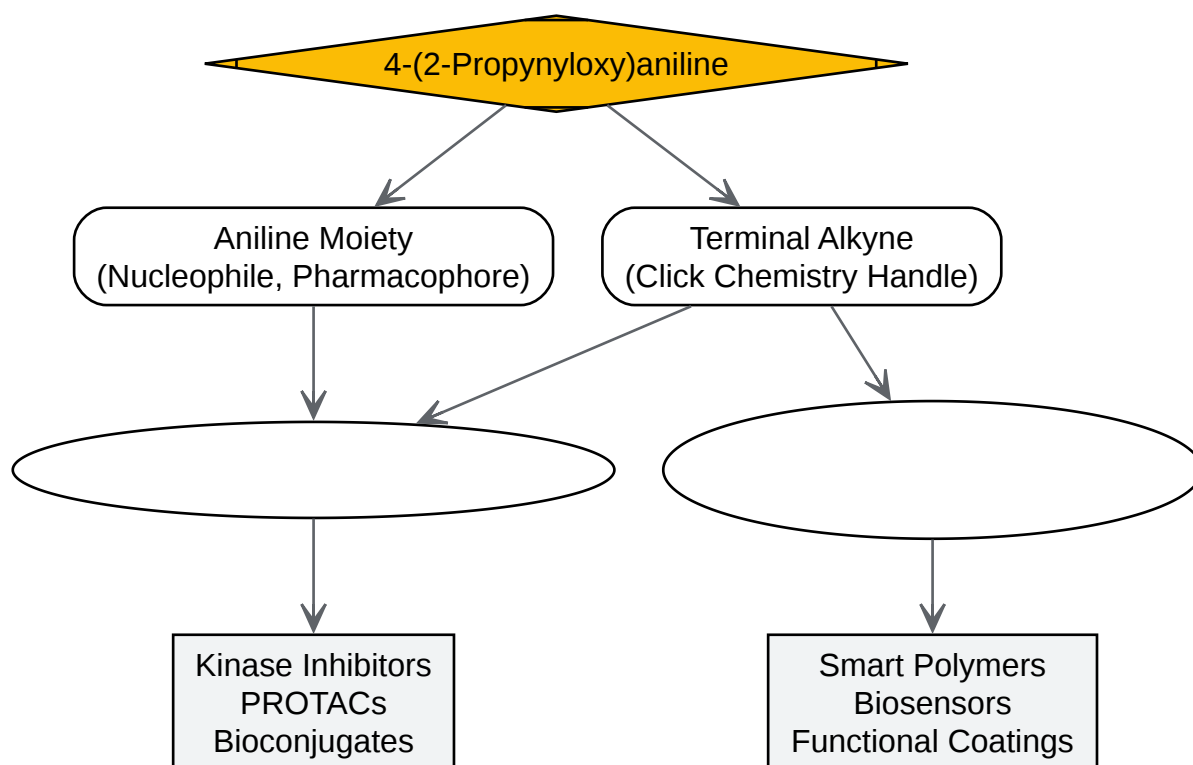 4-(2-Propynyloxy)aniline
Aniline Moiety
(Nucleophile, Pharmacophore)
Terminal Alkyne
(Click Chemistry Handle)
Kinase Inhibitors
PROTACs
Bioconjugates
Smart Polymers
Biosensors
Functional Coatings